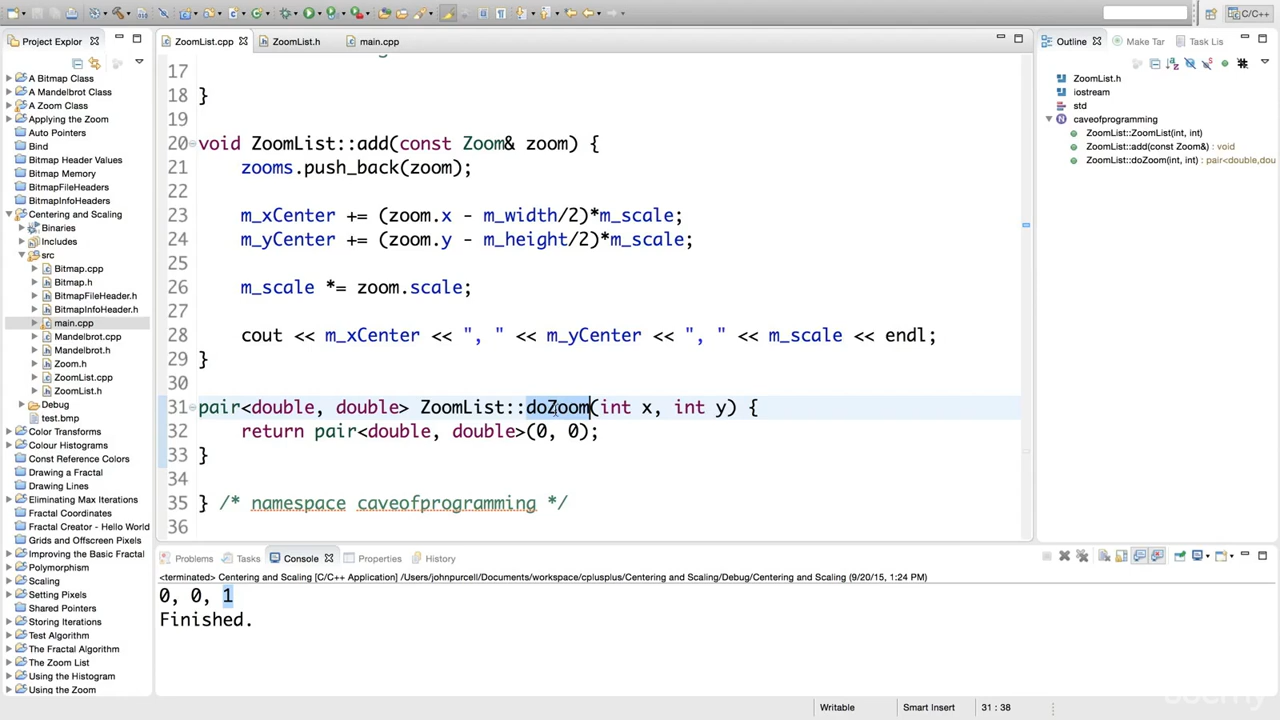 C/C++
Project Explor
ZoomList.cpp
ZoomList.h
main.cpp
Outline
Make Tar
Task Lis
A Bitmap Class
A Mandelbrot Class
A Zoom Class
Applying the Zoom
Auto Pointers
Bind
Bitmap Header Values
Bitmap Memory
BitmapFileHeaders
BitmapInfoHeaders
Centering and Scaling
Binaries
Includes
src
Bitmap.cpp
Bitmap.h
BitmapFileHeader.h
BitmapInfoHeader.h
main.cpp
Mandelbrot.cpp
Mandelbrot.h
Zoom.h
ZoomList.cpp
ZoomList.h
Debug
test.bmp
Color Transforms
Colour Histograms
Const Reference Colors
Drawing a Fractal
Drawing Lines
Eliminating Max Iterations
Fractal Coordinates
Fractal Creator - Hello World
Grids and Offscreen Pixels
Improving the Basic Fractal
Polymorphism
Scaling
Setting Pixels
Shared Pointers
Storing Iterations
Test Algorithm
The Fractal Algorithm
The Zoom List
Using the Histogram
Using the Zoom
17
18 }
19
20 void ZoomList::add(const Zoom& zoom) {
21 zooms.push_back(zoom);
22
23 m_xCenter += (zoom.x - m_width/2)*m_scale;
24 m_yCenter += (zoom.y - m_height/2)*m_scale;
25
26 m_scale *= zoom.scale;
27
28 cout << m_xCenter << ", " << m_yCenter << ", " << m_scale << endl;
29 }
30
31 pair<double, double> ZoomList::doZoom(int x, int y) {
32 return pair<double, double>(0, 0);
33 }
34
35 } /* namespace caveofprogramming */
36
ZoomList.h
iostream
std
caveofprogramming
ZoomList::ZoomList(int, int)
ZoomList::add(const Zoom&) : void
ZoomList::doZoom(int, int) : pair<double,dou
Problems
Tasks
Console
Properties
History
<terminated> Centering and Scaling [C/C++ Application] /Users/johnpurcell/Documents/workspace/cplusplus/Centering and Scaling/Debug/Centering and Scaling (9/20/15, 1:24 PM)
0, 0, 1
Finished.
Writable
Smart Insert
31 : 38